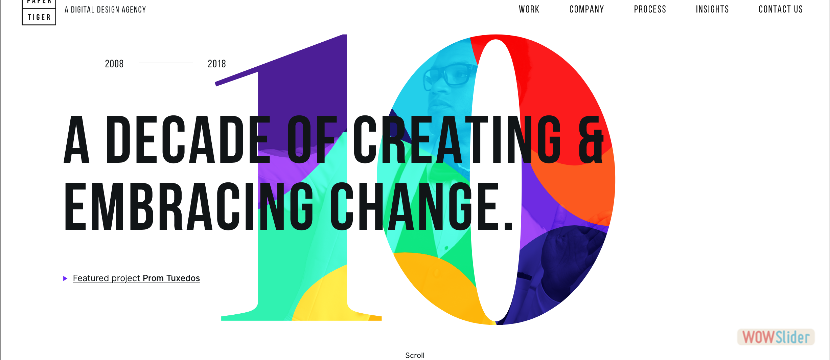 PAPER
TIGER
A DIGITAL DESIGN AGENCY
WORK COMPANY PROCESS INSIGHTS CONTACT US
2008 2018
10
A DECADE OF CREATING &
EMBRACING CHANGE.
Featured project Prom Tuxedos
WOWSlider
Scroll